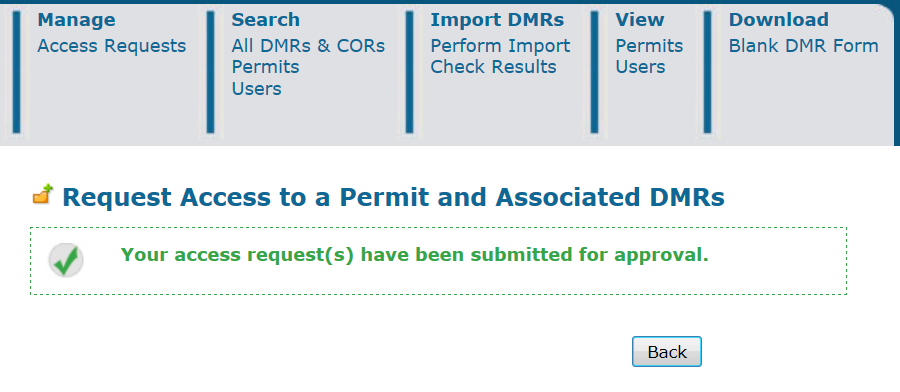 Manage
Access Requests
Search
All DMRs & CORs
Permits
Users
Import DMRs
Perform Import
Check Results
View
Permits
Users
Download
Blank DMR Form
Request Access to a Permit and Associated DMRs
Your access request(s) have been submitted for approval.
Back